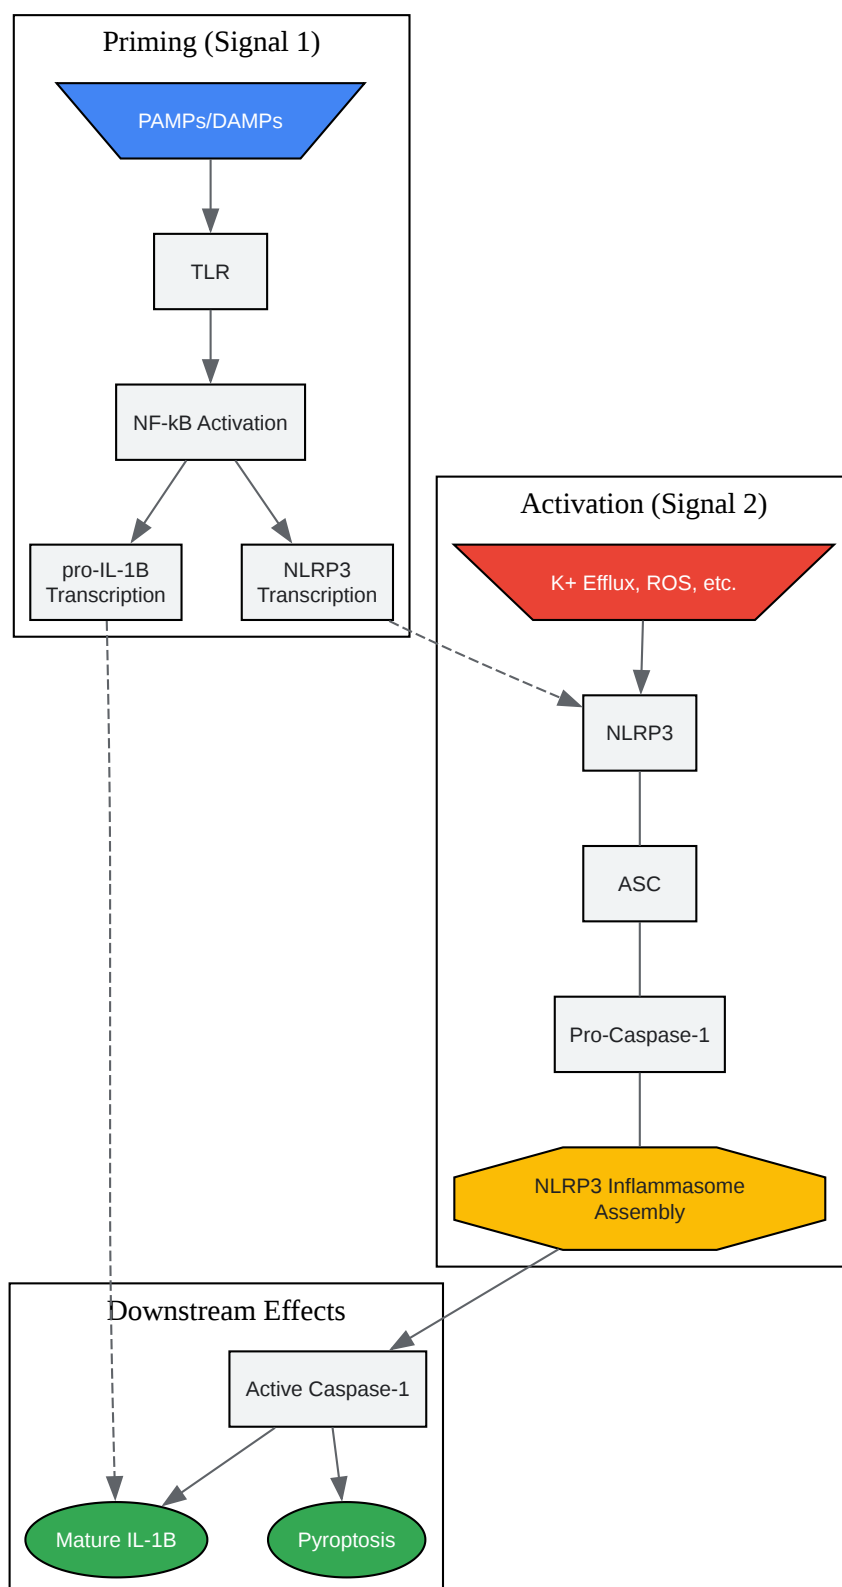 Priming (Signal 1)
PAMPs/DAMPs
TLR
NF-kB Activation
pro-IL-1B
Transcription
NLRP3
Transcription
Activation (Signal 2)
K+ Efflux, ROS, etc.
NLRP3
ASC
Pro-Caspase-1
NLRP3 Inflammasome
Assembly
Downstream Effects
Active Caspase-1
Mature IL-1B
Pyroptosis